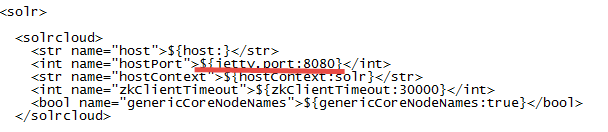 <solr>
<solrcloud>
<str name="host">${host:}</str>
<int name="hostPort">${jetty.port:8080}</int>
<str name="hostContext">${hostContext:solr}</str>
<int name="zkClientTimeout">${zkClientTimeout:30000}</int>
<bool name="genericCoreNodeNames">${genericCoreNodeNames:true}</bool>
</solrcloud>